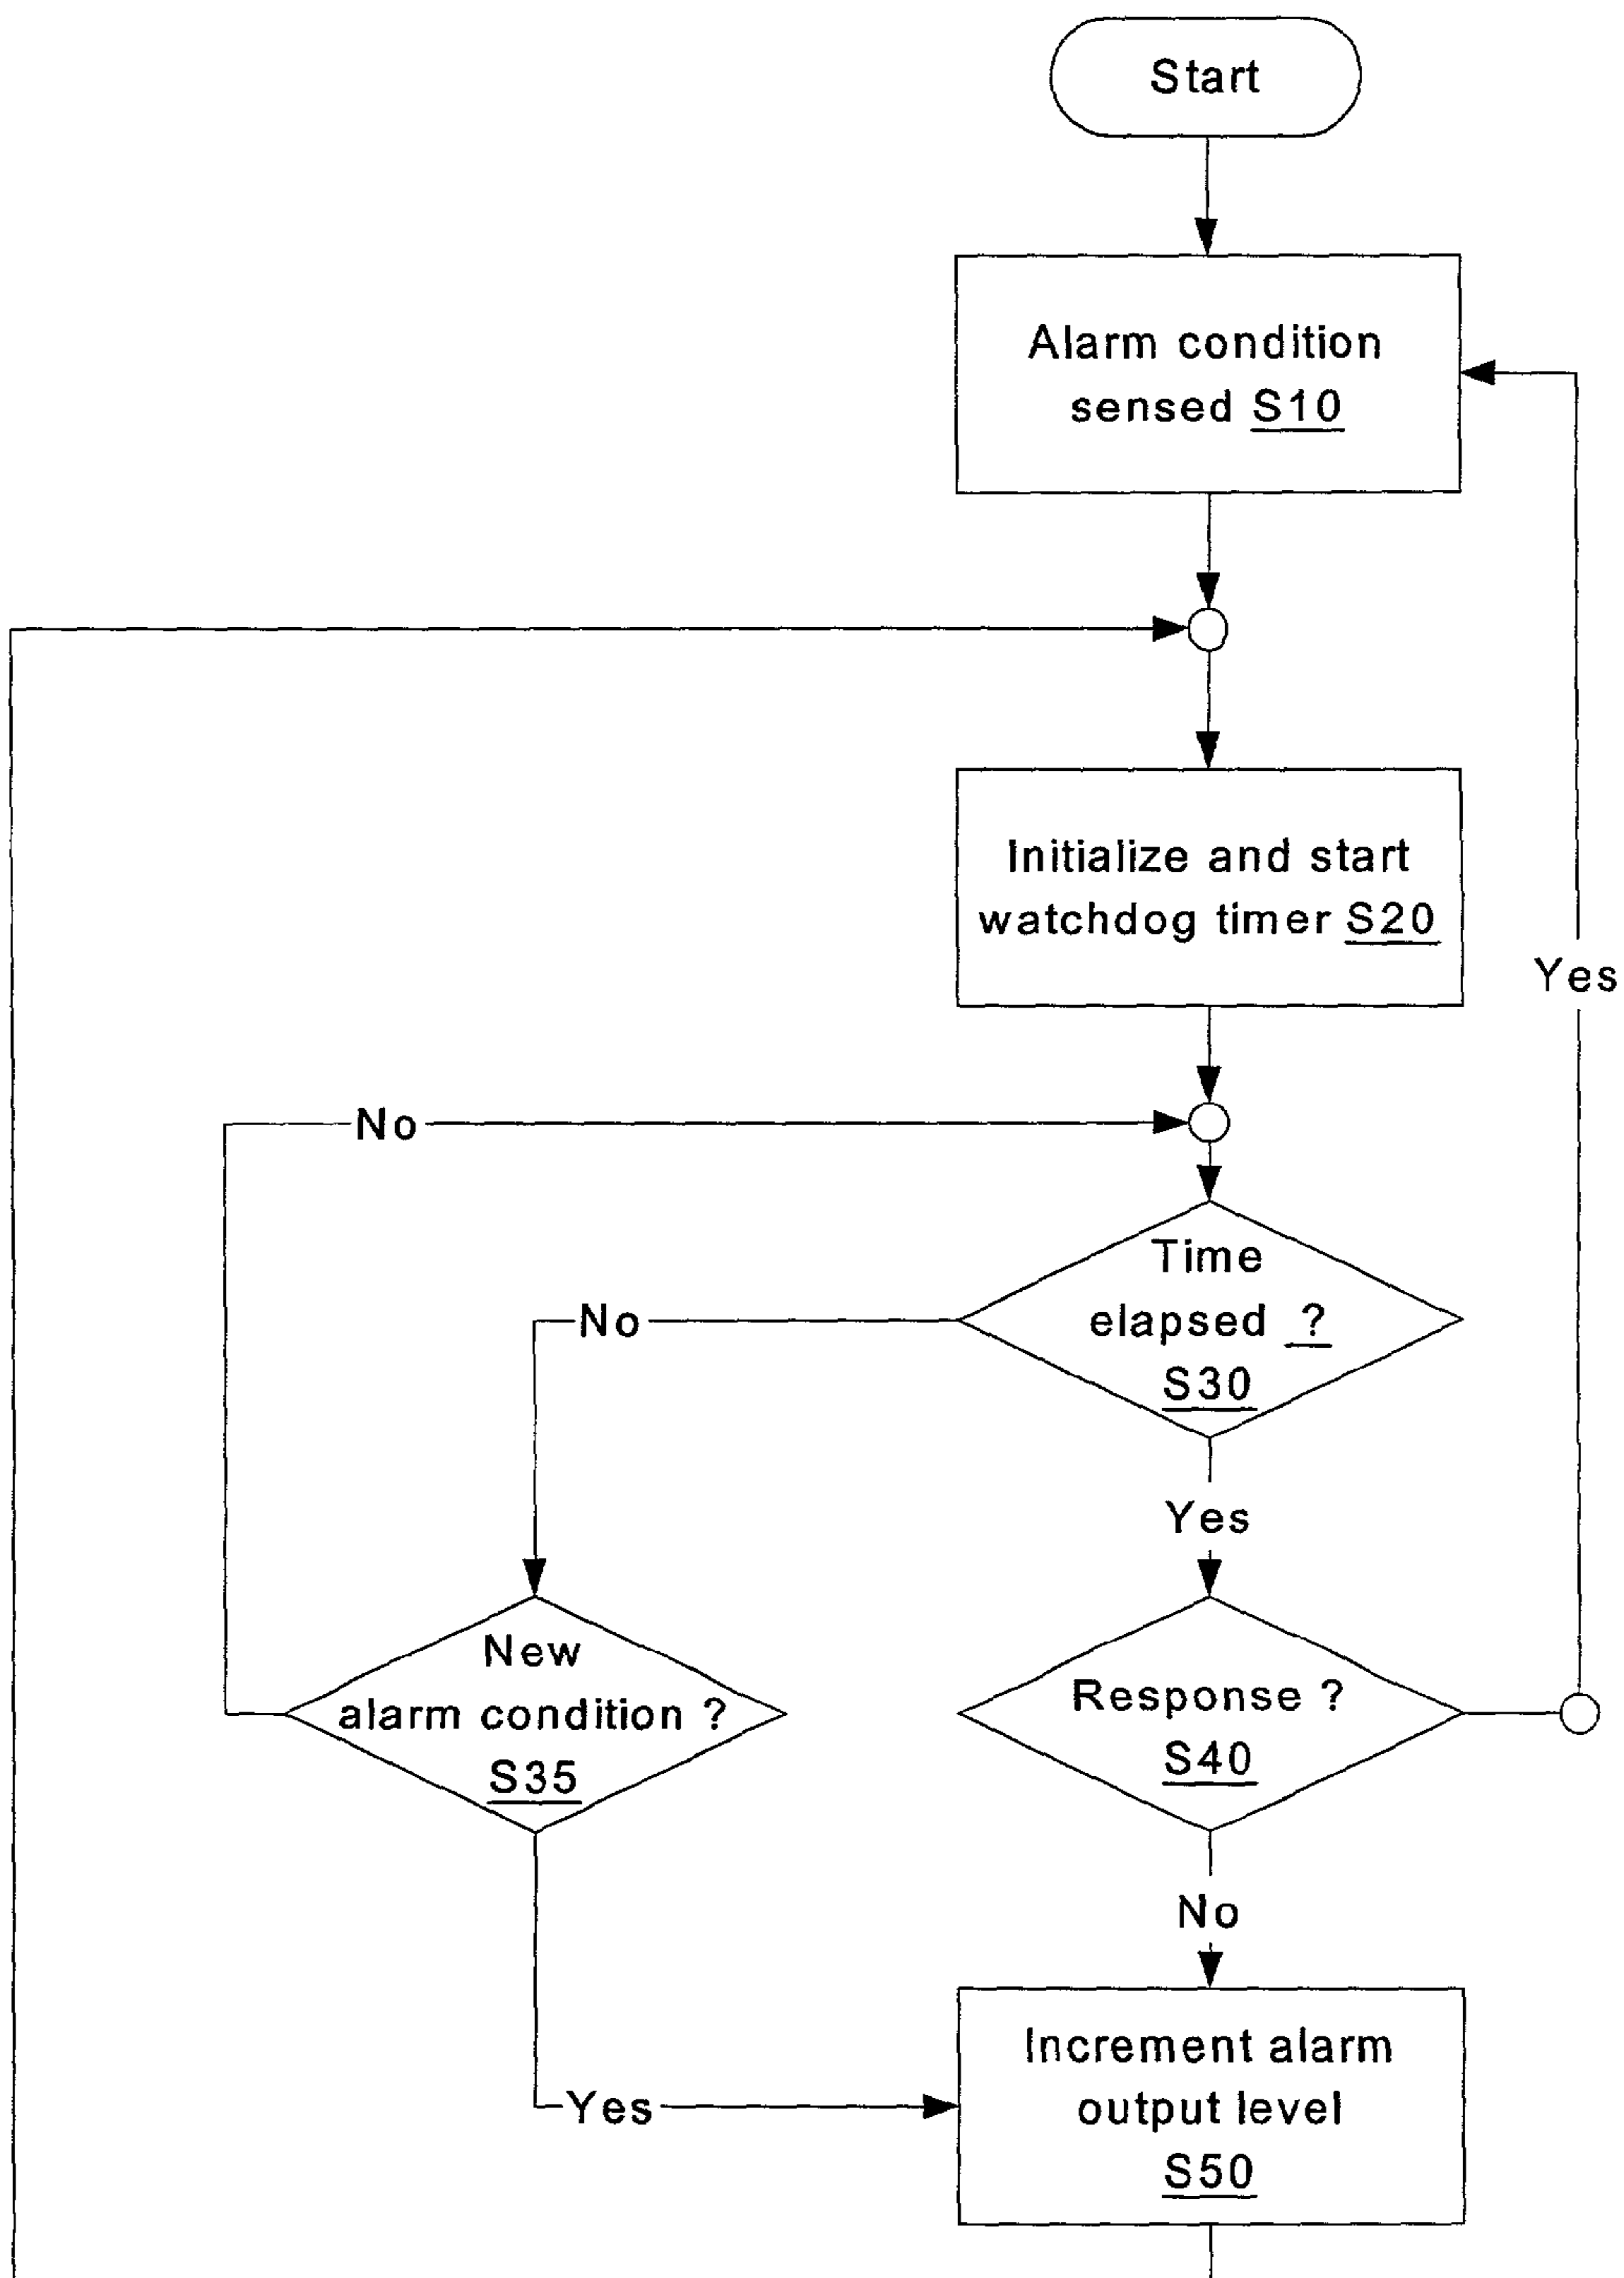 Start
Alarm condition
sensed S10
Initialize and start
watchdog timer S20
Yes
No
Time
elapsed ?
S30
No
Yes
New
alarm condition ?
S35
Response ?
S40
No
Increment alarm
output level
S50
Yes